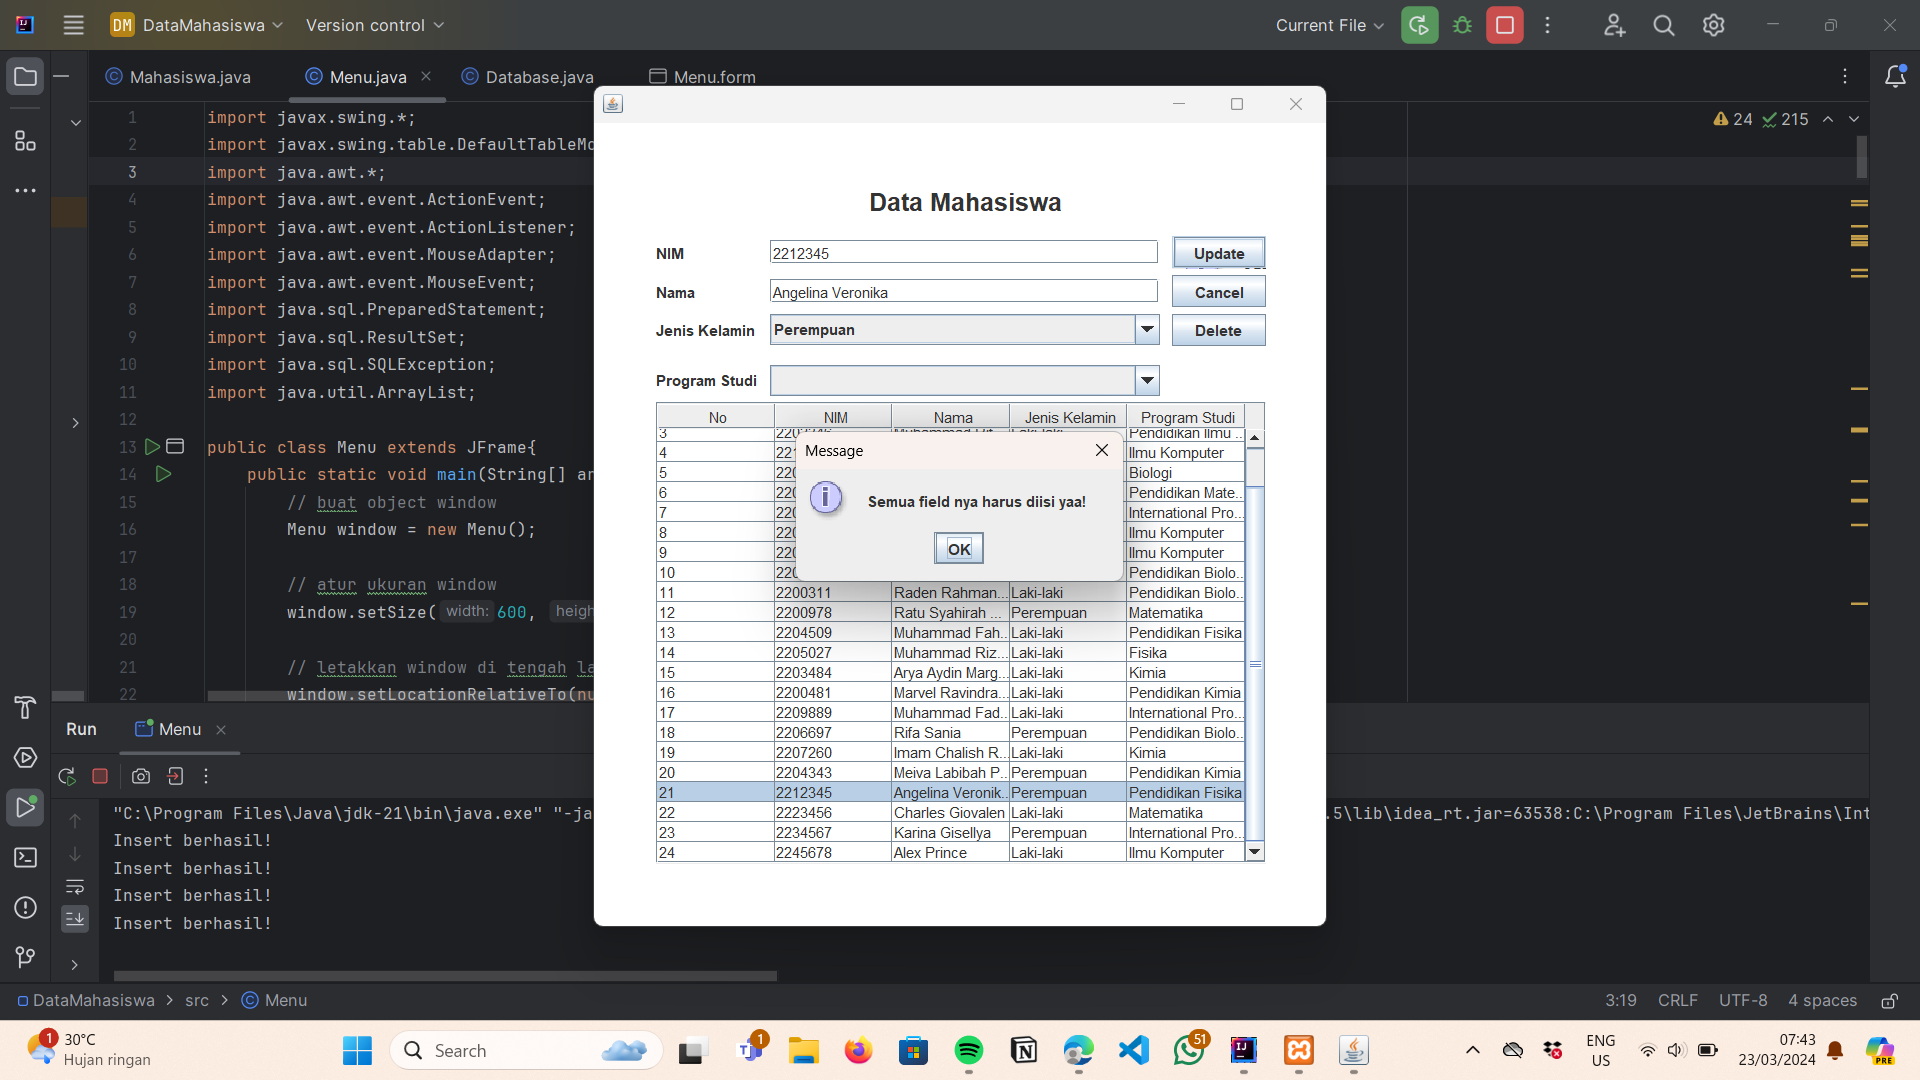 DM DataMahasiswa Version control Current File
Mahasiswa.java Menu.java Database.java Menu.form
24 215
1 import javax.swing.*;
2 import javax.swing.table.DefaultTableMo
3 import java.awt.*;
4 import java.awt.event.ActionEvent;
5 import java.awt.event.ActionListener;
6 import java.awt.event.MouseAdapter;
7 import java.awt.event.MouseEvent;
8 import java.sql.PreparedStatement;
9 import java.sql.ResultSet;
10 import java.sql.SQLException;
11 import java.util.ArrayList;
12
13 public class Menu extends JFrame{
14 public static void main(String[] ar
15 // buat object window
16 Menu window = new Menu();
17
18 // atur ukuran window
19 window.setSize( width: 600, heigh
20
21 // letakkan window di tengah la
22 window.setLocationRelativeTo(nu
Data Mahasiswa
NIM 2212345 Update
Nama Angelina Veronika Cancel
Jenis Kelamin Perempuan Delete
Program Studi
No NIM Nama Jenis Kelamin Program Studi
3 Pendidikan Ilmu ..
4 221 Ilmu Komputer
5 220 Biologi
6 220 Pendidikan Mate..
7 220 International Pro..
8 220 Ilmu Komputer
9 220 Ilmu Komputer
10 220 Pendidikan Biolo..
11 2200311 Raden Rahman... Laki-laki Pendidikan Biolo..
12 2200978 Ratu Syahirah ... Perempuan Matematika
13 2204509 Muhammad Fah.. Laki-laki Pendidikan Fisika
14 2205027 Muhammad Riz... Laki-laki Fisika
15 2203484 Arya Aydin Marg... Laki-laki Kimia
16 2200481 Marvel Ravindra... Laki-laki Pendidikan Kimia
17 2209889 Muhammad Fad.. Laki-laki International Pro...
18 2206697 Rifa Sania Perempuan Pendidikan Biolo..
19 2207260 Imam Chalish R... Laki-laki Kimia
20 2204343 Meiva Labibah P... Perempuan Pendidikan Kimia
21 2212345 Angelina Veronik.. Perempuan Pendidikan Fisika
22 2223456 Charles Giovalen Laki-laki Matematika
23 2234567 Karina Gisellya Perempuan International Pro...
24 2245678 Alex Prince Laki-laki Ilmu Komputer
Message
Semua field nya harus diisi yaa!
OK
Run Menu
"C:\Program Files\Java\jdk-21\bin\java.exe" "-ja .5\lib\idea_rt.jar=63538:C:\Program Files\JetBrains\Int
Insert berhasil!
Insert berhasil!
Insert berhasil!
Insert berhasil!
DataMahasiswa > src > Menu 3:19 CRLF UTF-8 4 spaces
1 30°C
Hujan ringan
Search
1
51
ENG
US
07:43
23/03/2024
PRE